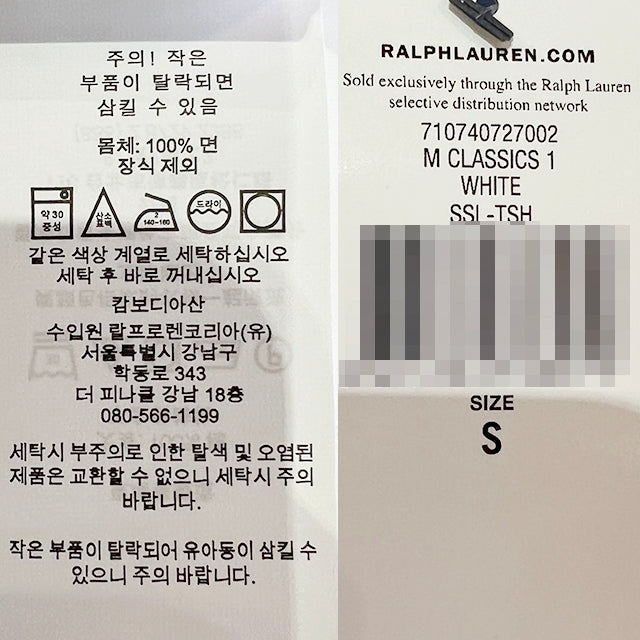 주의! 작은
부품이 탈락되면
삼킬 수 있음
몸체: 100% 면
장식 제외
약 30
중성
산소
표백
2
140~160
드라이
같은 색상 계열로 세탁하십시오
세탁 후 바로 꺼내십시오
캄보디아산
수입원 랄프로렌코리아(유)
서울특별시 강남구
학동로 343
더 피나클 강남 18층
080-566-1199
세탁시 부주의로 인한 탈색 및 오염된
제품은 교환할 수 없으니 세탁시 주의
바랍니다.
작은 부품이 탈락되어 유아동이 삼킬 수
있으니 주의 바랍니다.
RALPHLAUREN.COM
Sold exclusively through the Ralph Lauren
selective distribution network
710740727002
M CLASSICS 1
WHITE
SSL-TSH
SIZE
S